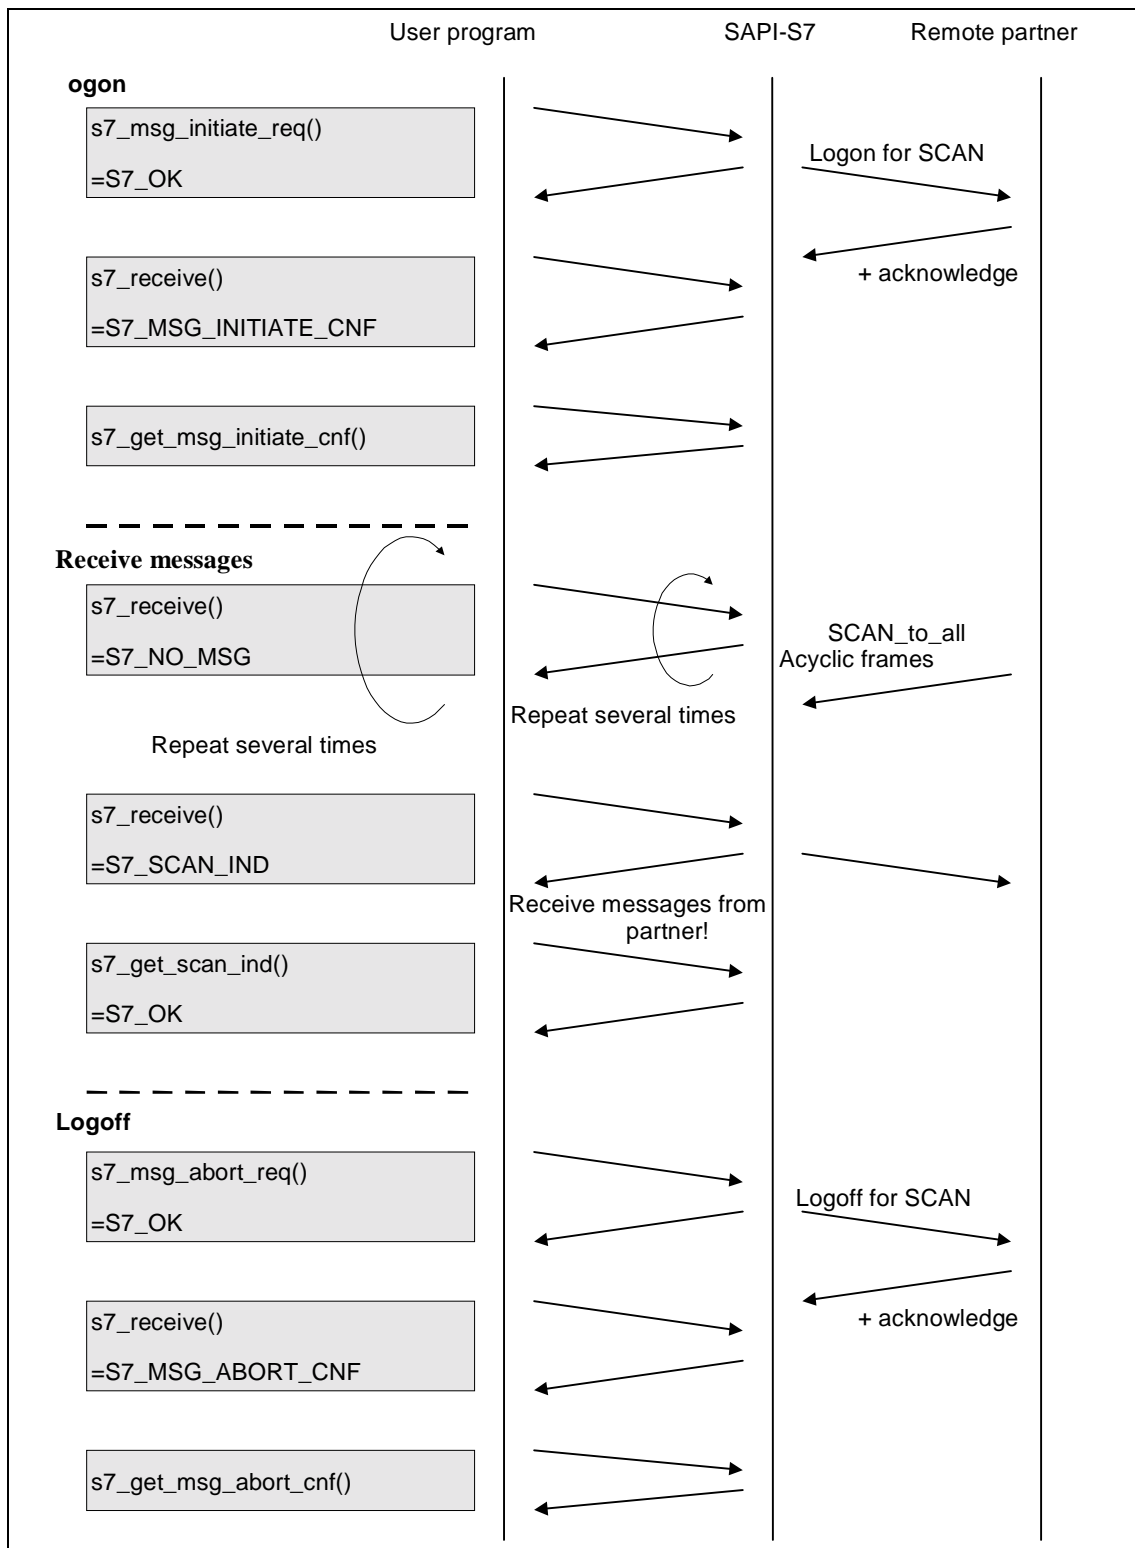 User program SAPI-S7 Remote partner
ogon
s7_msg_initiate_req()
=S7_OK
Logon for SCAN
+ acknowledge
s7_receive()
=S7_MSG_INITIATE_CNF
s7_get_msg_initiate_cnf()
Receive messages
s7_receive()
=S7_NO_MSG
SCAN_to_all
Acyclic frames
Repeat several times
Repeat several times
s7_receive()
=S7_SCAN_IND
Receive messages from
partner!
s7_get_scan_ind()
=S7_OK
Logoff
s7_msg_abort_req()
=S7_OK
Logoff for SCAN
+ acknowledge
s7_receive()
=S7_MSG_ABORT_CNF
s7_get_msg_abort_cnf()